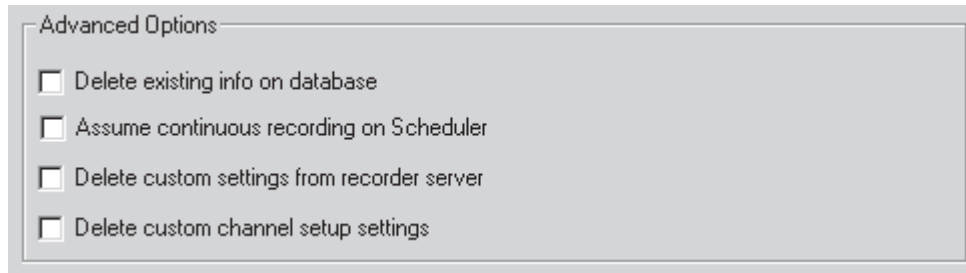 Advanced Options
Delete existing info on database
Assume continuous recording on Scheduler
Delete custom settings from recorder server
Delete custom channel setup settings